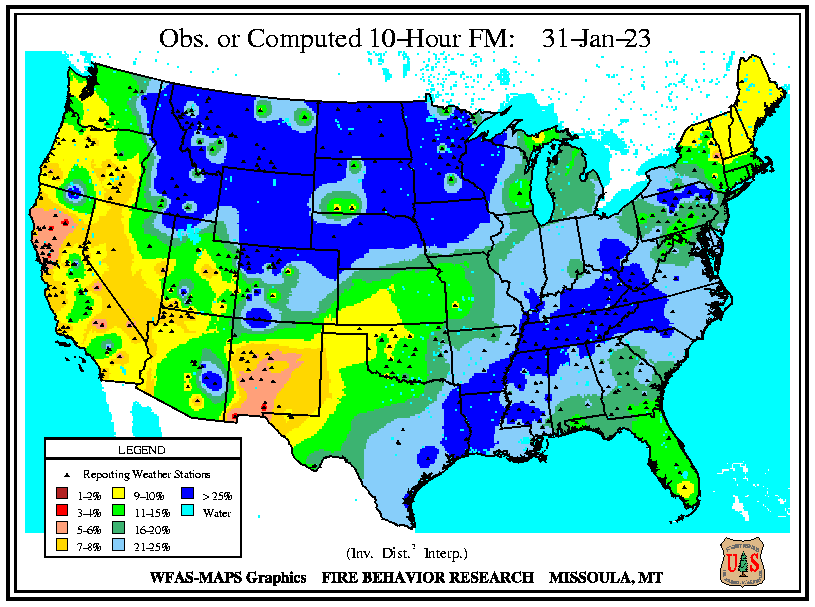 Obs. or Computed 10-Hour FM: 31-Jan-23
LEGEND
Reporting Weather Stations
1-2% 9-10% > 25%
3-4% 11-15% Water
5-6% 16-20%
7-8% 21-25%
(Inv. Dist.² Interp.)
WFAS-MAPS Graphics FIRE BEHAVIOR RESEARCH MISSOULA, MT
U S